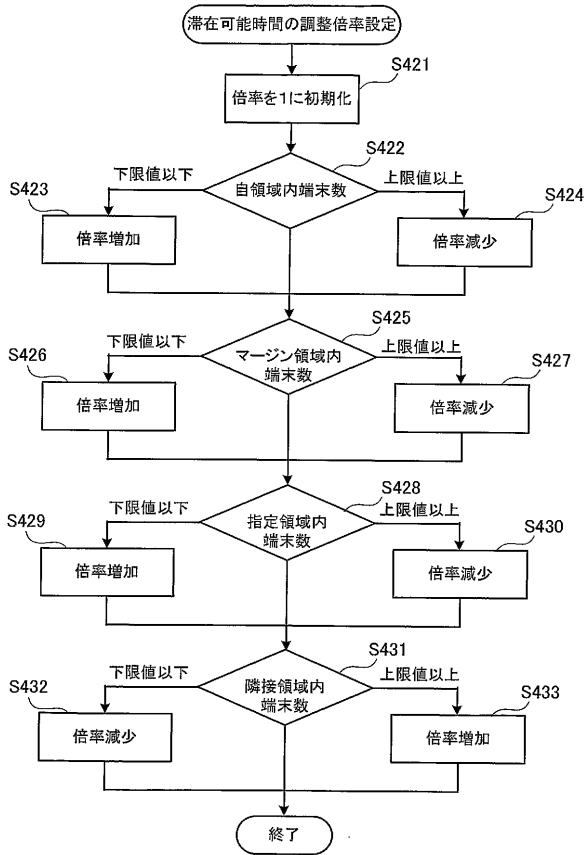 滞在可能時間の調整倍率設定
S421
倍率を1に初期化
S422
下限値以下
自領域内端末数
上限値以上
S423
倍率増加
S424
倍率減少
S425
下限値以下
マージン領域内
端末数
上限値以上
S426
倍率増加
S427
倍率減少
S428
下限値以下
指定領域内
端末数
上限値以上
S429
倍率増加
S430
倍率減少
S431
下限値以下
隣接領域内
端末数
上限値以上
S432
倍率減少
S433
倍率増加
終了